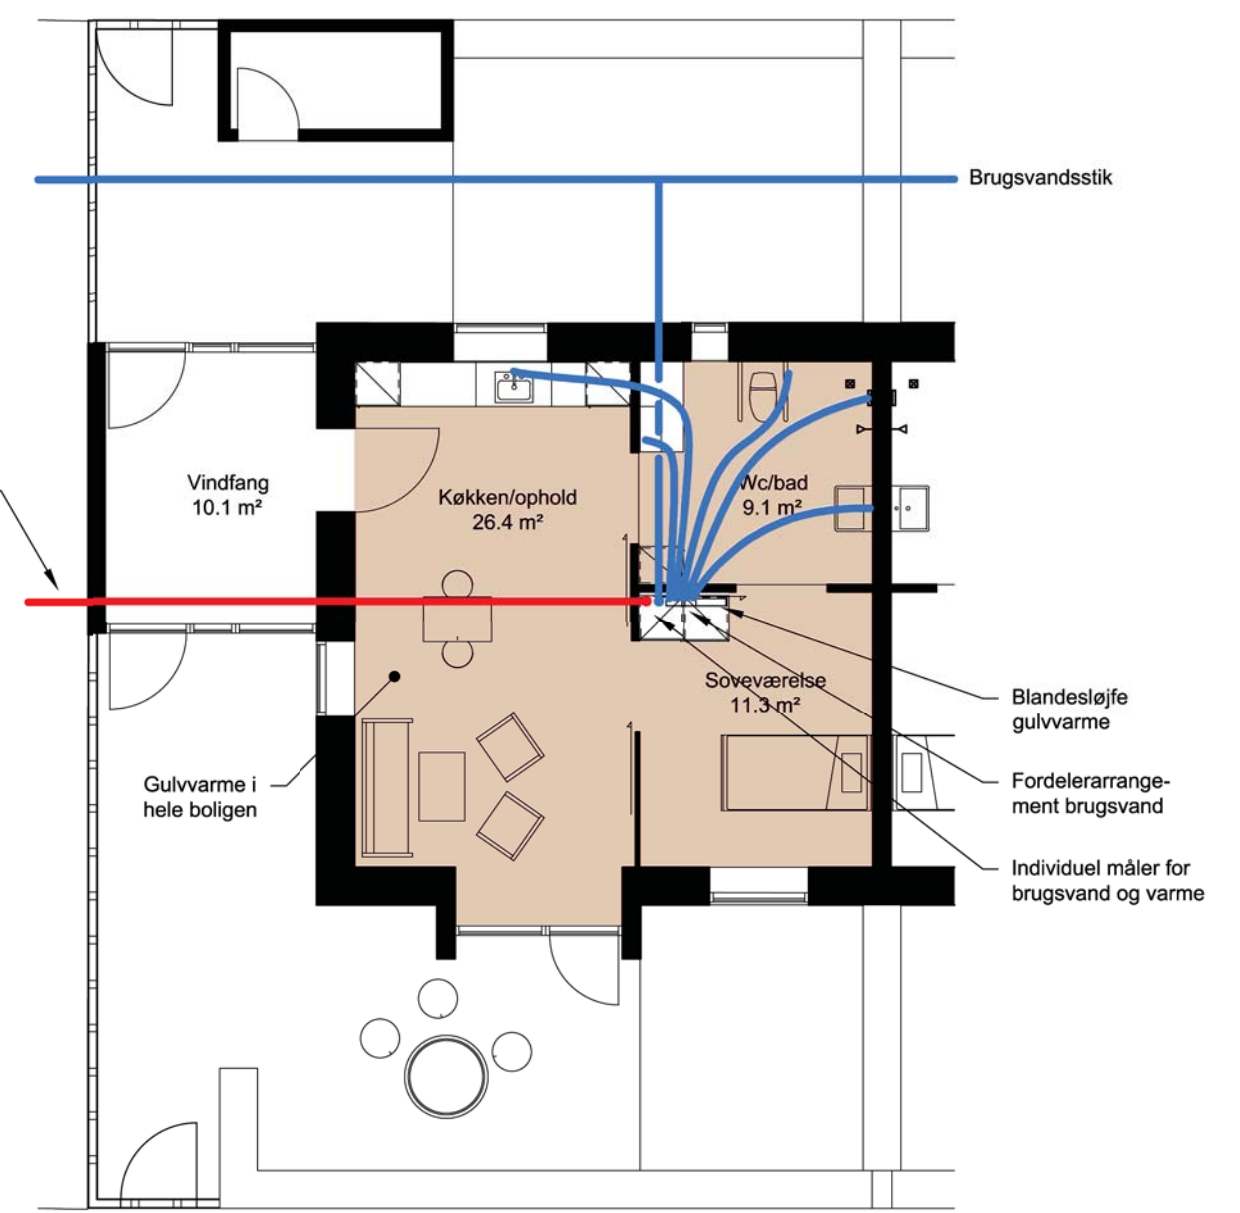 Brugsvandsstik
Vindfang
10.1 m²
Køkken/ophold
26.4 m²
Wc/bad
9.1 m²
Soveværelse
11.3 m²
Blandesløjfe
gulvvarme
Gulvvarme i
hele boligen
Fordelerarrange-
ment brugsvand
Individuel måler for
brugsvand og varme